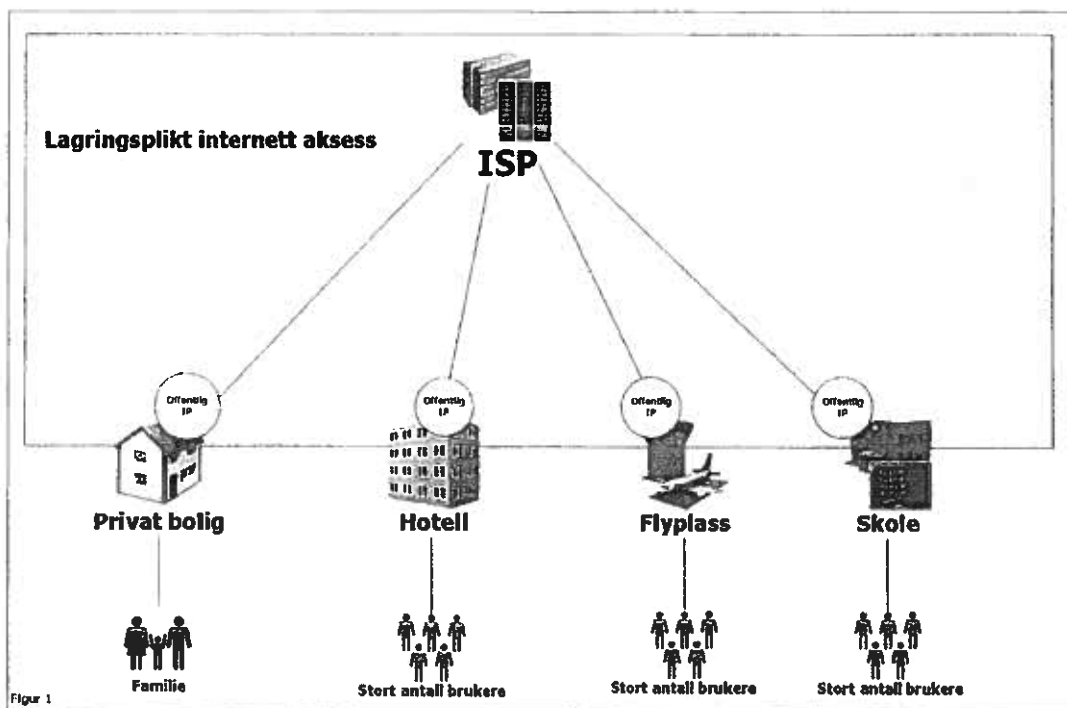 Lagringsplikt internett aksess
ISP
Offentlig
IP
Offentlig
IP
Offentlig
IP
Offentlig
IP
Privat bolig
Hotell
Flyplass
Skole
Familie
Stort antall brukere
Stort antall brukere
Stort antall brukere
Figur 1